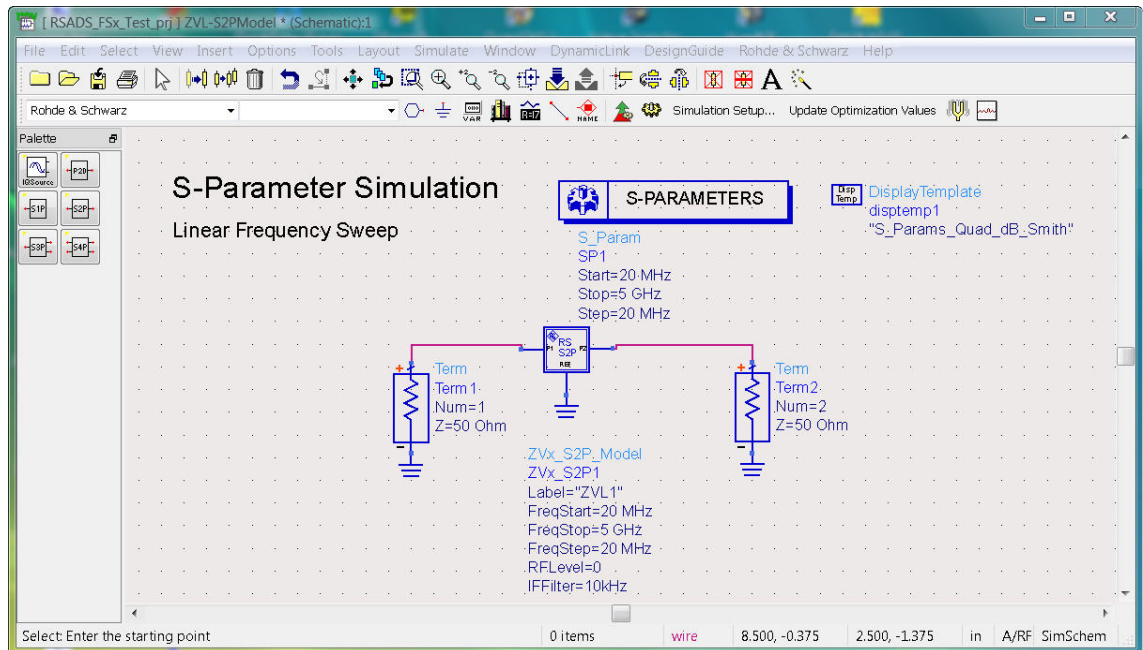 [ RSADS_FSx_Test_prj ] ZVL-S2PModel * (Schematic):1
File Edit Select View Insert Options Tools Layout Simulate Window DynamicLink DesignGuide Rohde & Schwarz Help
Rohde & Schwarz
VAR
NAME
Simulation Setup... Update Optimization Values
Palette
IQSource
P2D
S1P
S2P
S3P
S4P
S-Parameter Simulation
Linear Frequency Sweep
S-PARAMETERS
S_Param
SP1
Start=20 MHz
Stop=5 GHz
Step=20 MHz
Disp
Temp
DisplayTemplate
disptemp1
"S_Params_Quad_dB_Smith"
RS
P1 S2P P2
REF
Term
Term1
Num=1
Z=50 Ohm
Term
Term2
Num=2
Z=50 Ohm
ZVx_S2P_Model
ZVx_S2P1
Label="ZVL1"
FreqStart=20 MHz
FreqStop=5 GHz
FreqStep=20 MHz
RFLevel=0
IFFilter=10kHz
Select: Enter the starting point
0 items
wire
8.500, -0.375
2.500, -1.375
in
A/RF
SimSchem